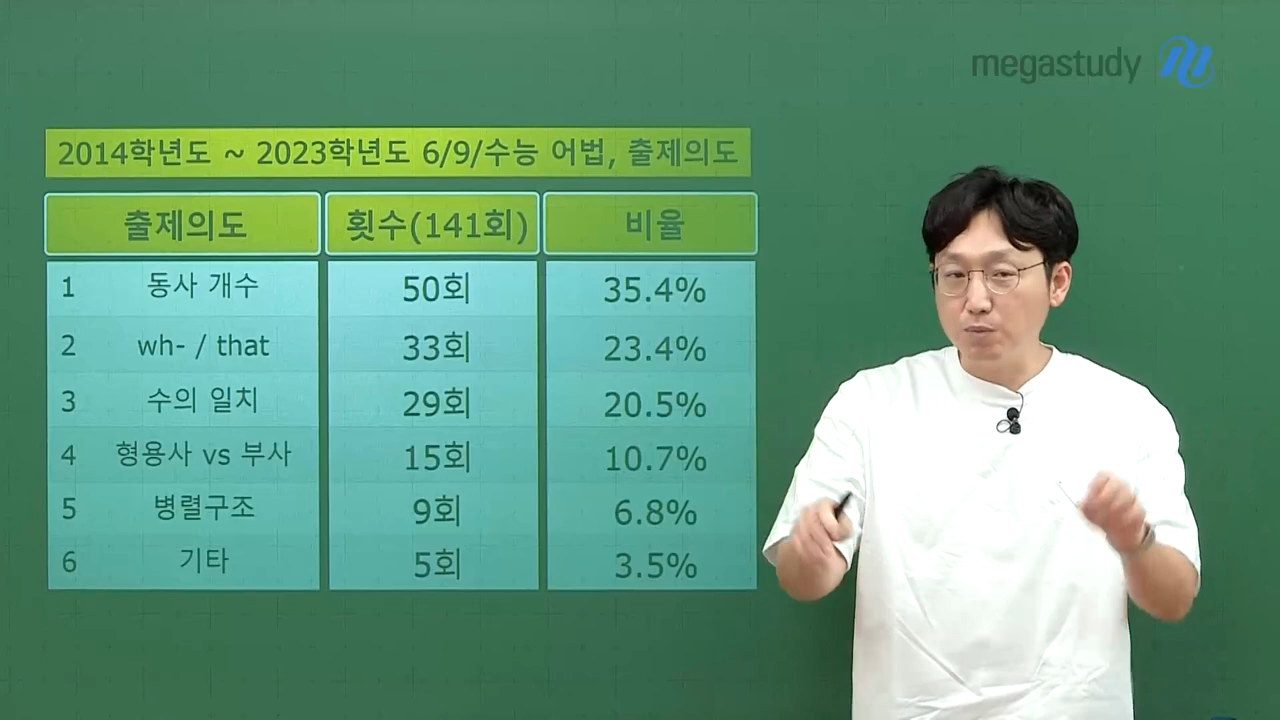 megastudy
2014학년도 ~ 2023학년도 6/9/수능 어법, 출제의도
출제의도 횟수(141회) 비율
1 동사 개수 50회 35.4%
2 wh- / that 33회 23.4%
3 수의 일치 29회 20.5%
4 형용사 vs 부사 15회 10.7%
5 병렬구조 9회 6.8%
6 기타 5회 3.5%